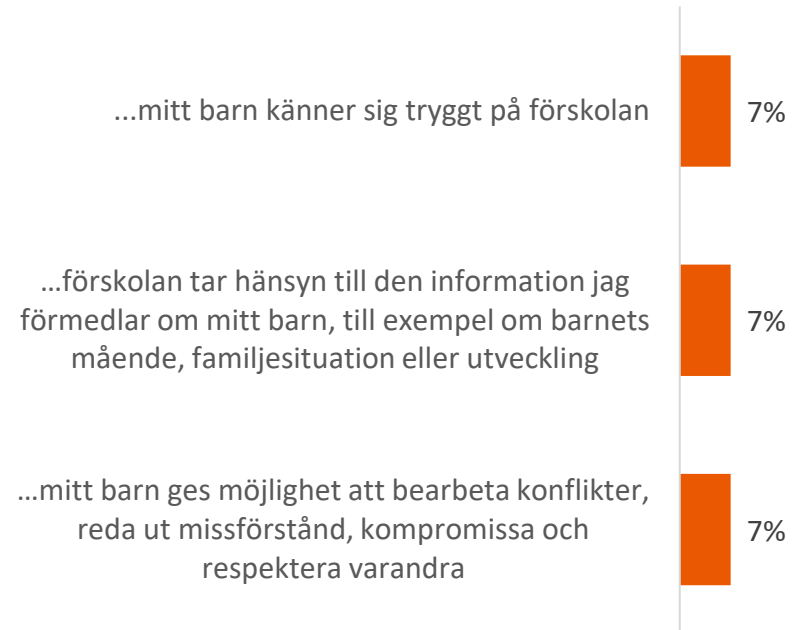 ...mitt barn känner sig tryggt på förskolan
7%
...förskolan tar hänsyn till den information jag
förmedlar om mitt barn, till exempel om barnets
mående, familjesituation eller utveckling
7%
...mitt barn ges möjlighet att bearbeta konflikter,
reda ut missförstånd, kompromissa och
respektera varandra
7%